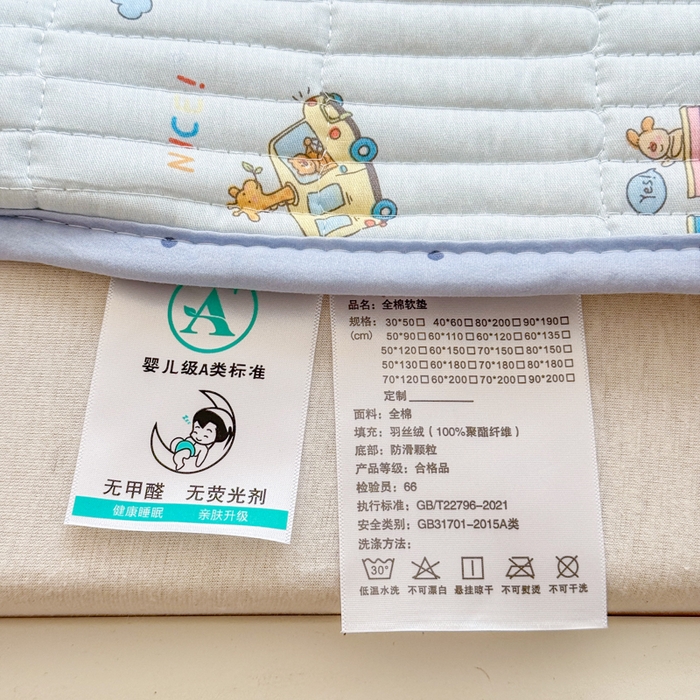 NICE!
Yes!
A
婴儿级A类标准
无甲醛 无荧光剂
健康睡眠 亲肤升级
品名：全棉软垫
规格： 30*50☐ 40*60☐ 80*200☐ 90*190☐
(cm) 50*90☐ 60*110☐ 60*120☐ 60*135☐
50*120☐ 60*150☐ 70*150☐ 80*150☐
50*130☐ 60*180☐ 70*180☐ 80*180☐
70*120☐ 60*200☐ 70*200☐ 90*200☐
定制
面料：全棉
填充：羽丝绒（100%聚酯纤维）
底部：防滑颗粒
产品等级：合格品
检验员：66
执行标准：GB/T22796-2021
安全类别：GB31701-2015A类
洗涤方法：
30°
低温水洗 不可漂白 悬挂晾干 不可熨烫 不可干洗